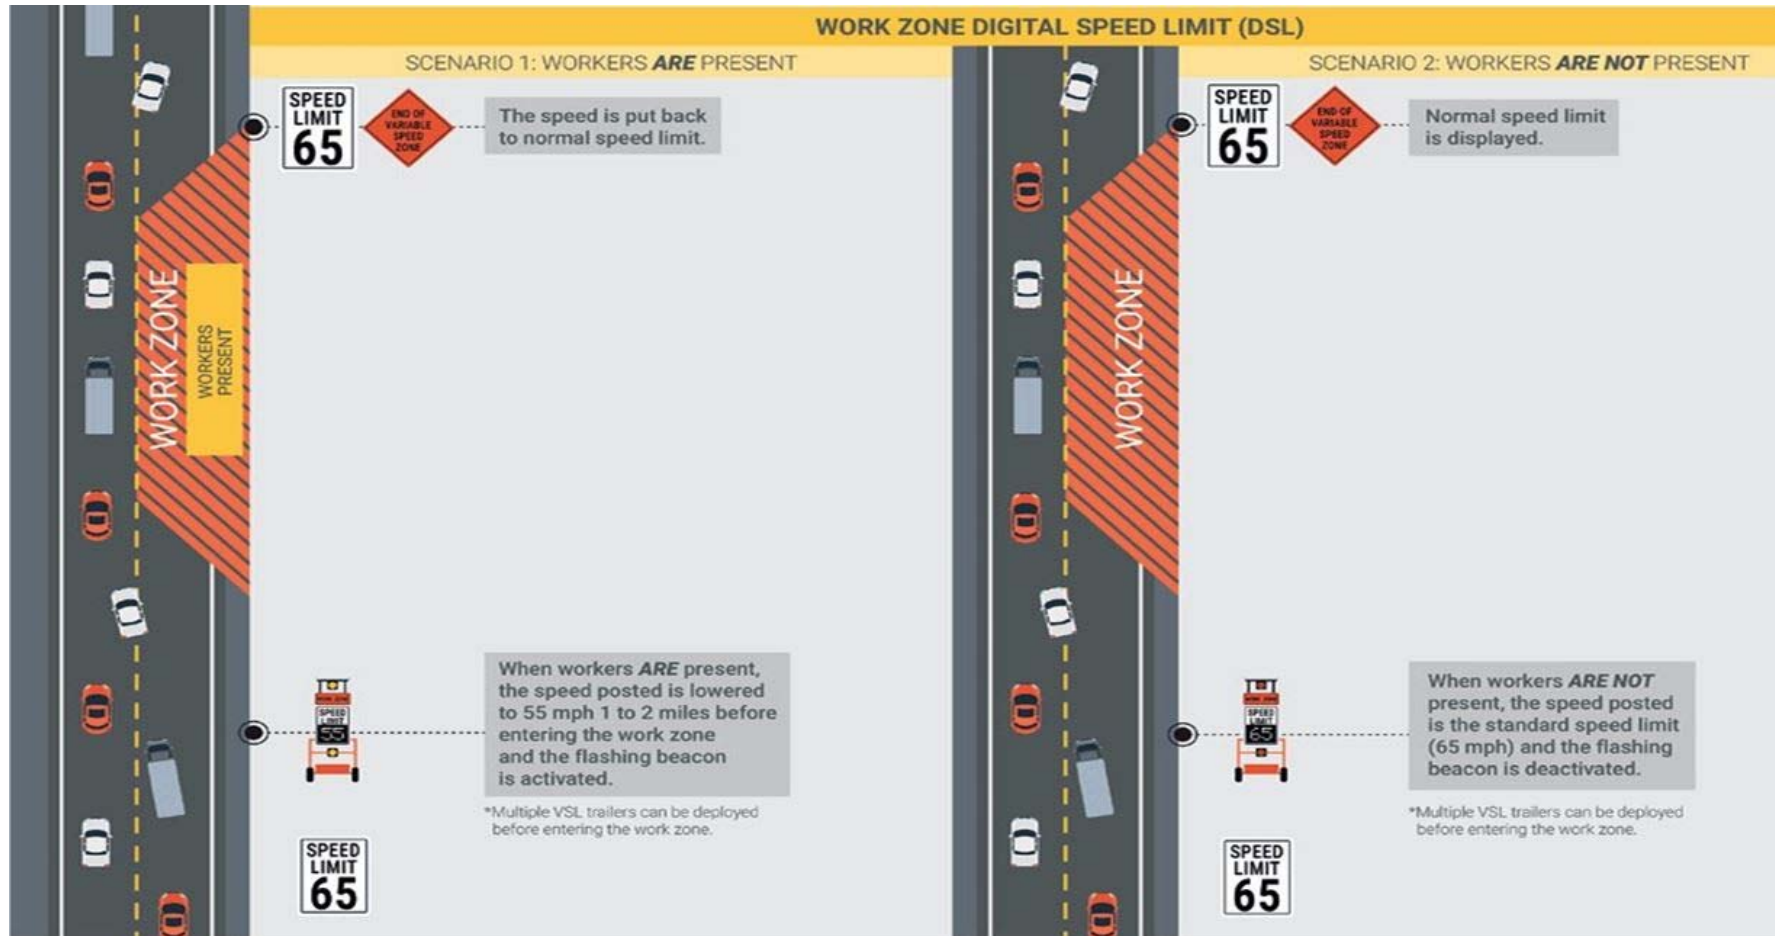 WORK ZONE DIGITAL SPEED LIMIT (DSL)
SCENARIO 1: WORKERS ARE PRESENT
SPEED
LIMIT
65
END OF
VARIABLE
SPEED
ZONE
The speed is put back
to normal speed limit.
WORK ZONE
WORKERS
PRESENT
WORK ZONE
SPEED
LIMIT
55
When workers ARE present,
the speed posted is lowered
to 55 mph 1 to 2 miles before
entering the work zone
and the flashing beacon
is activated.
*Multiple VSL trailers can be deployed
before entering the work zone.
SPEED
LIMIT
65
SCENARIO 2: WORKERS ARE NOT PRESENT
SPEED
LIMIT
65
END OF
VARIABLE
SPEED
ZONE
Normal speed limit
is displayed.
WORK ZONE
WORK ZONE
SPEED
LIMIT
65
When workers ARE NOT
present, the speed posted
is the standard speed limit
(65 mph) and the flashing
beacon is deactivated.
*Multiple VSL trailers can be deployed
before entering the work zone.
SPEED
LIMIT
65